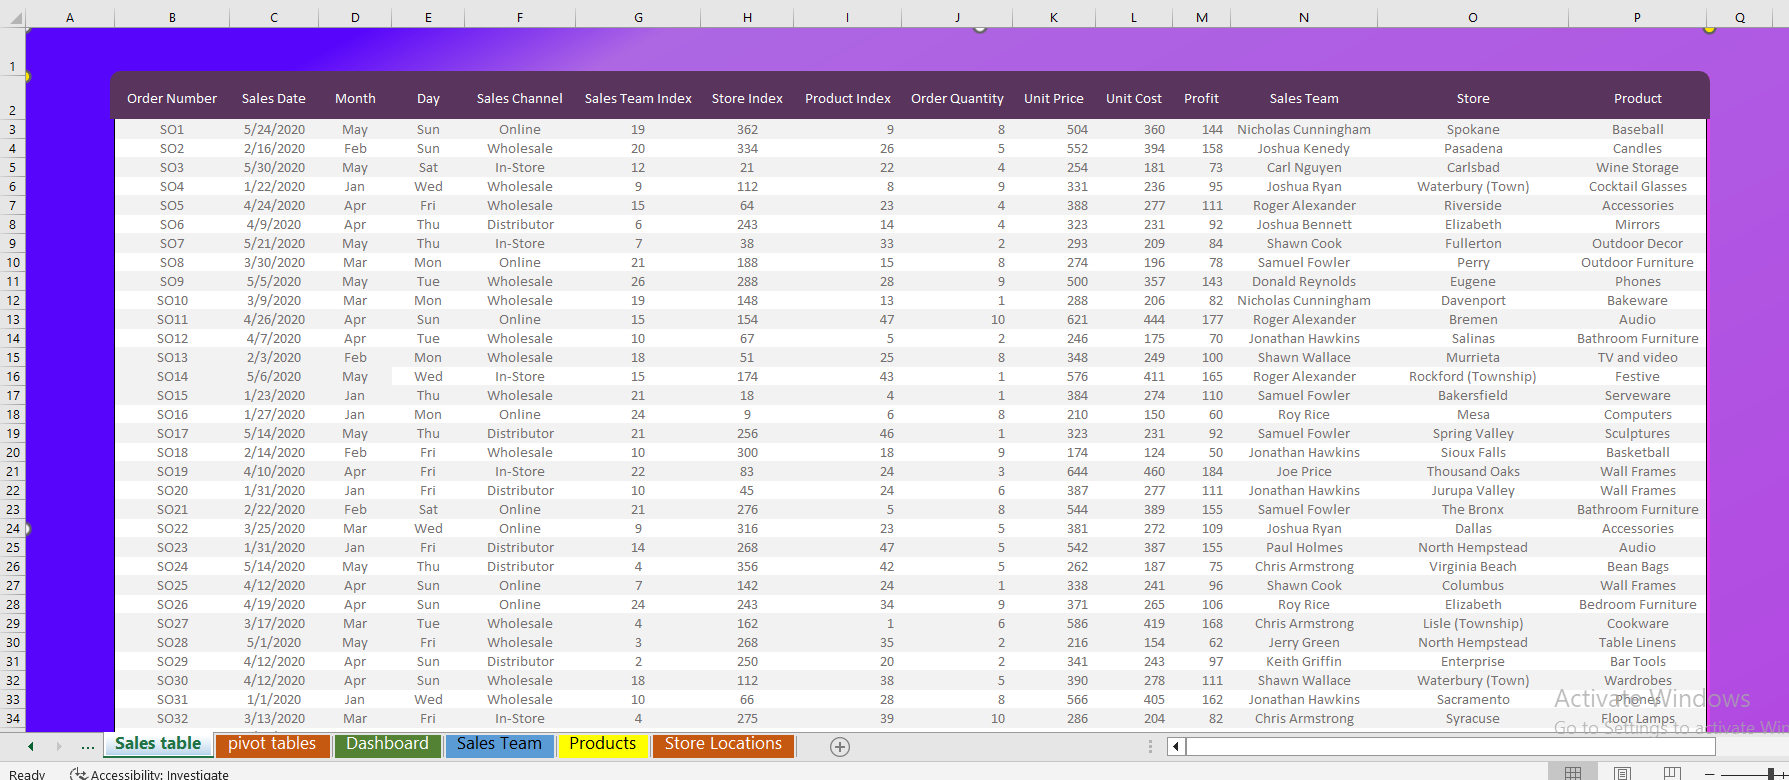 A B C D E F G H I J K L M N O P Q
1
2 Order Number Sales Date Month Day Sales Channel Sales Team Index Store Index Product Index Order Quantity Unit Price Unit Cost Profit Sales Team Store Product
3 SO1 5/24/2020 May Sun Online 19 362 9 8 504 360 144 Nicholas Cunningham Spokane Baseball
4 SO2 2/16/2020 Feb Sun Wholesale 20 334 26 5 552 394 158 Joshua Kenedy Pasadena Candles
5 SO3 5/30/2020 May Sat In-Store 12 21 22 4 254 181 73 Carl Nguyen Carlsbad Wine Storage
6 SO4 1/22/2020 Jan Wed Wholesale 9 112 8 9 331 236 95 Joshua Ryan Waterbury (Town) Cocktail Glasses
7 SO5 4/24/2020 Apr Fri Wholesale 15 64 23 4 388 277 111 Roger Alexander Riverside Accessories
8 SO6 4/9/2020 Apr Thu Distributor 6 243 14 4 323 231 92 Joshua Bennett Elizabeth Mirrors
9 SO7 5/21/2020 May Thu In-Store 7 38 33 2 293 209 84 Shawn Cook Fullerton Outdoor Decor
10 SO8 3/30/2020 Mar Mon Online 21 188 15 8 274 196 78 Samuel Fowler Perry Outdoor Furniture
11 SO9 5/5/2020 May Tue Wholesale 26 288 28 9 500 357 143 Donald Reynolds Eugene Phones
12 SO10 3/9/2020 Mar Mon Wholesale 19 148 13 1 288 206 82 Nicholas Cunningham Davenport Bakeware
13 SO11 4/26/2020 Apr Sun Online 15 154 47 10 621 444 177 Roger Alexander Bremen Audio
14 SO12 4/7/2020 Apr Tue Wholesale 10 67 5 2 246 175 70 Jonathan Hawkins Salinas Bathroom Furniture
15 SO13 2/3/2020 Feb Mon Wholesale 18 51 25 8 348 249 100 Shawn Wallace Murrieta TV and video
16 SO14 5/6/2020 May Wed In-Store 15 174 43 1 576 411 165 Roger Alexander Rockford (Township) Festive
17 SO15 1/23/2020 Jan Thu Wholesale 21 18 4 1 384 274 110 Samuel Fowler Bakersfield Serveware
18 SO16 1/27/2020 Jan Mon Online 24 9 6 8 210 150 60 Roy Rice Mesa Computers
19 SO17 5/14/2020 May Thu Distributor 21 256 46 1 323 231 92 Samuel Fowler Spring Valley Sculptures
20 SO18 2/14/2020 Feb Fri Wholesale 10 300 18 9 174 124 50 Jonathan Hawkins Sioux Falls Basketball
21 SO19 4/10/2020 Apr Fri In-Store 22 83 24 3 644 460 184 Joe Price Thousand Oaks Wall Frames
22 SO20 1/31/2020 Jan Fri Distributor 10 45 24 6 387 277 111 Jonathan Hawkins Jurupa Valley Wall Frames
23 SO21 2/22/2020 Feb Sat Online 21 276 5 8 544 389 155 Samuel Fowler The Bronx Bathroom Furniture
24 SO22 3/25/2020 Mar Wed Online 9 316 23 5 381 272 109 Joshua Ryan Dallas Accessories
25 SO23 1/31/2020 Jan Fri Distributor 14 268 47 5 542 387 155 Paul Holmes North Hempstead Audio
26 SO24 5/14/2020 May Thu Distributor 4 356 42 5 262 187 75 Chris Armstrong Virginia Beach Bean Bags
27 SO25 4/12/2020 Apr Sun Online 7 142 24 1 338 241 96 Shawn Cook Columbus Wall Frames
28 SO26 4/19/2020 Apr Sun Online 24 243 34 9 371 265 106 Roy Rice Elizabeth Bedroom Furniture
29 SO27 3/17/2020 Mar Tue Wholesale 4 162 1 6 586 419 168 Chris Armstrong Lisle (Township) Cookware
30 SO28 5/1/2020 May Fri Wholesale 3 268 35 2 216 154 62 Jerry Green North Hempstead Table Linens
31 SO29 4/12/2020 Apr Sun Distributor 2 250 20 2 341 243 97 Keith Griffin Enterprise Bar Tools
32 SO30 4/12/2020 Apr Sun Wholesale 18 112 38 5 390 278 111 Shawn Wallace Waterbury (Town) Wardrobes
33 SO31 1/1/2020 Jan Wed Wholesale 10 66 28 8 566 405 162 Jonathan Hawkins Sacramento Phones
34 SO32 3/13/2020 Mar Fri In-Store 4 275 39 10 286 204 82 Chris Armstrong Syracuse Floor Lamps
Activate Windows
Go to Settings to activate Win
... Sales table pivot tables Dashboard Sales Team Products Store Locations
Ready Accessibility: Investigate